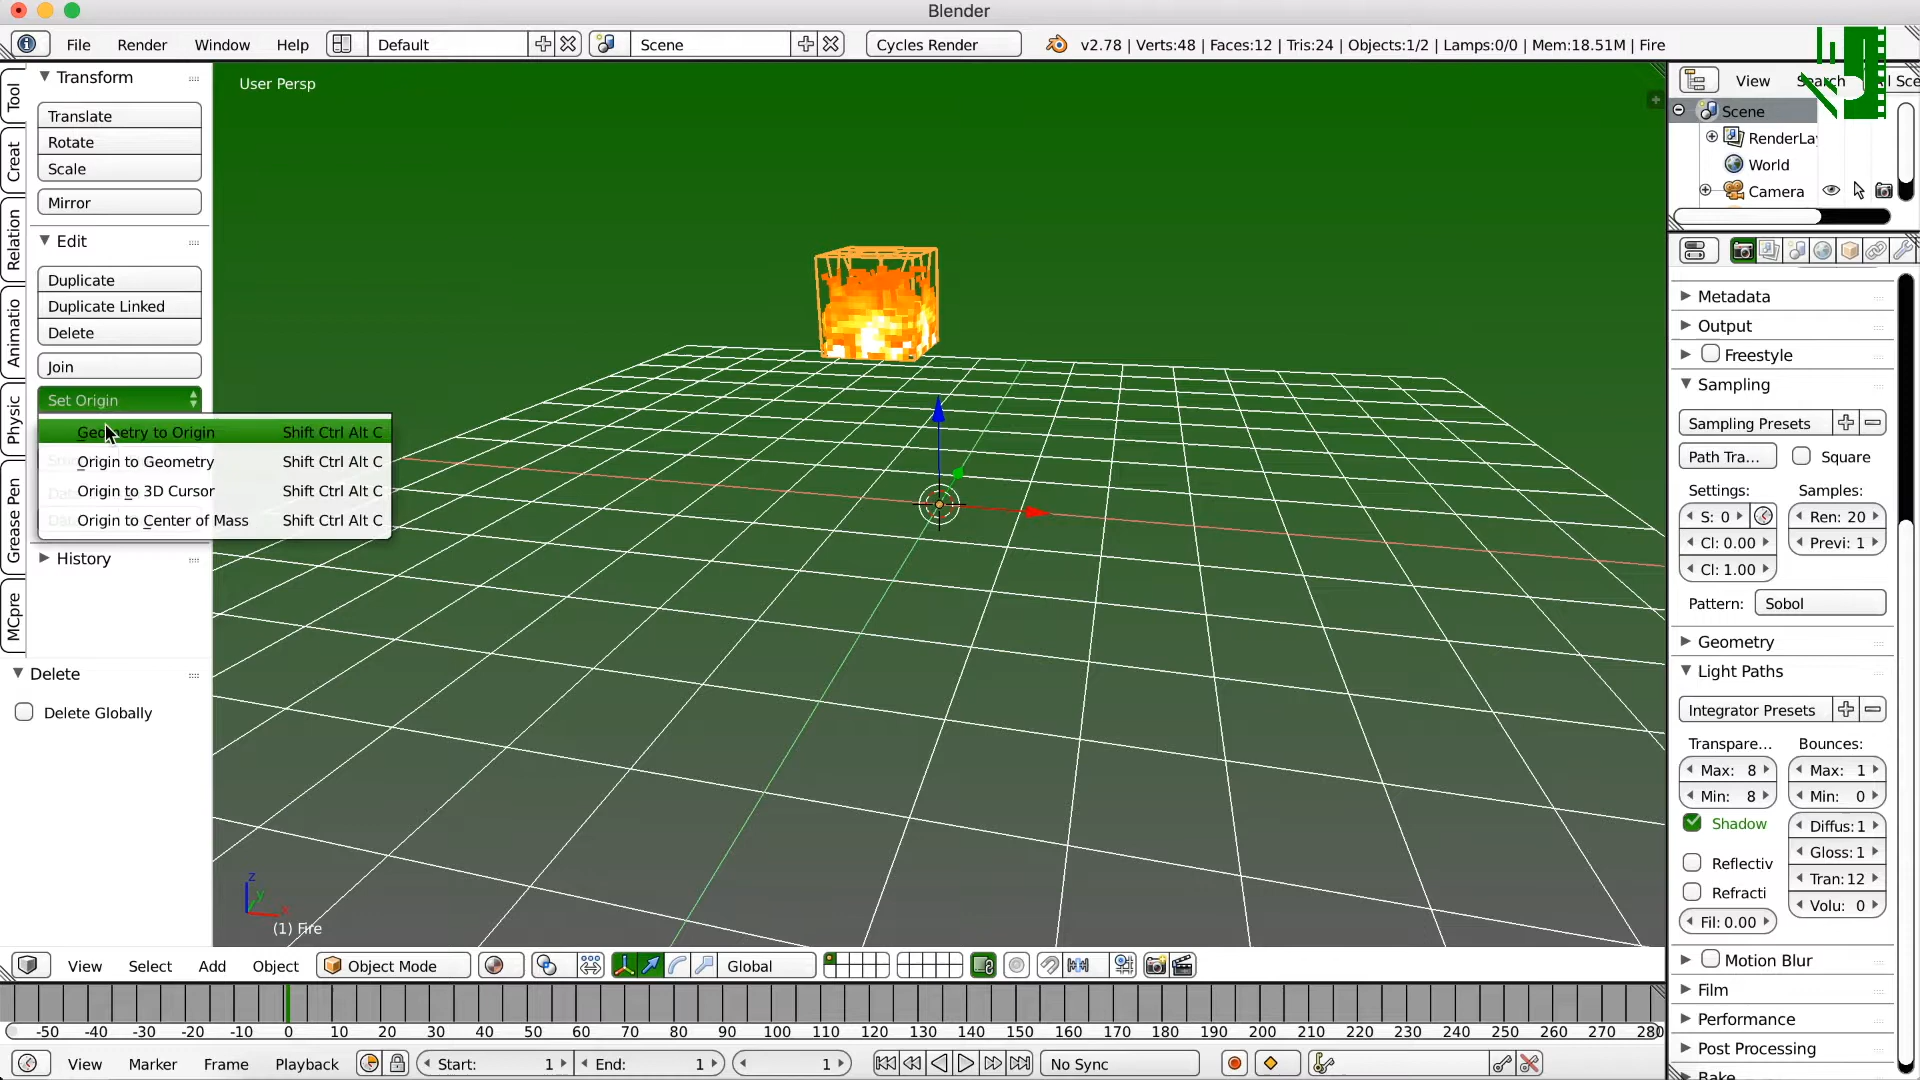 Blender
File Render Window Help Default Scene Cycles Render v2.78 | Verts:48 | Faces:12 | Tris:24 | Objects:1/2 | Lamps:0/0 | Mem:18.51M | Fire
Tool
Creat
Relation
Animatio
Physic
Grease Pen
MCpre
Transform
Translate
Rotate
Scale
Mirror
Edit
Duplicate
Duplicate Linked
Delete
Join
Set Origin
Geometry to Origin Shift Ctrl Alt C
Origin to Geometry Shift Ctrl Alt C
Origin to 3D Cursor Shift Ctrl Alt C
Origin to Center of Mass Shift Ctrl Alt C
History
Delete
Delete Globally
User Persp
z
y
x
(1) Fire
View Search
Scene
RenderLa
World
Camera
Metadata
Output
Freestyle
Sampling
Sampling Presets
Path Tra... Square
Settings: Samples:
S: 0 Ren: 20
Cl: 0.00 Previ: 1
Cl: 1.00
Pattern: Sobol
Geometry
Light Paths
Integrator Presets
Transpare... Bounces:
Max: 8 Max: 1
Min: 8 Min: 0
Shadow Diffus: 1
Reflectiv Gloss: 1
Refracti Tran: 12
Fil: 0.00 Volu: 0
Motion Blur
Film
Performance
Post Processing
Bake
View Select Add Object Object Mode Global
-50 -40 -30 -20 -10 0 10 20 30 40 50 60 70 80 90 100 110 120 130 140 150 160 170 180 190 200 210 220 230 240 250 260 270 280
View Marker Frame Playback Start: 1 End: 1 1 No Sync